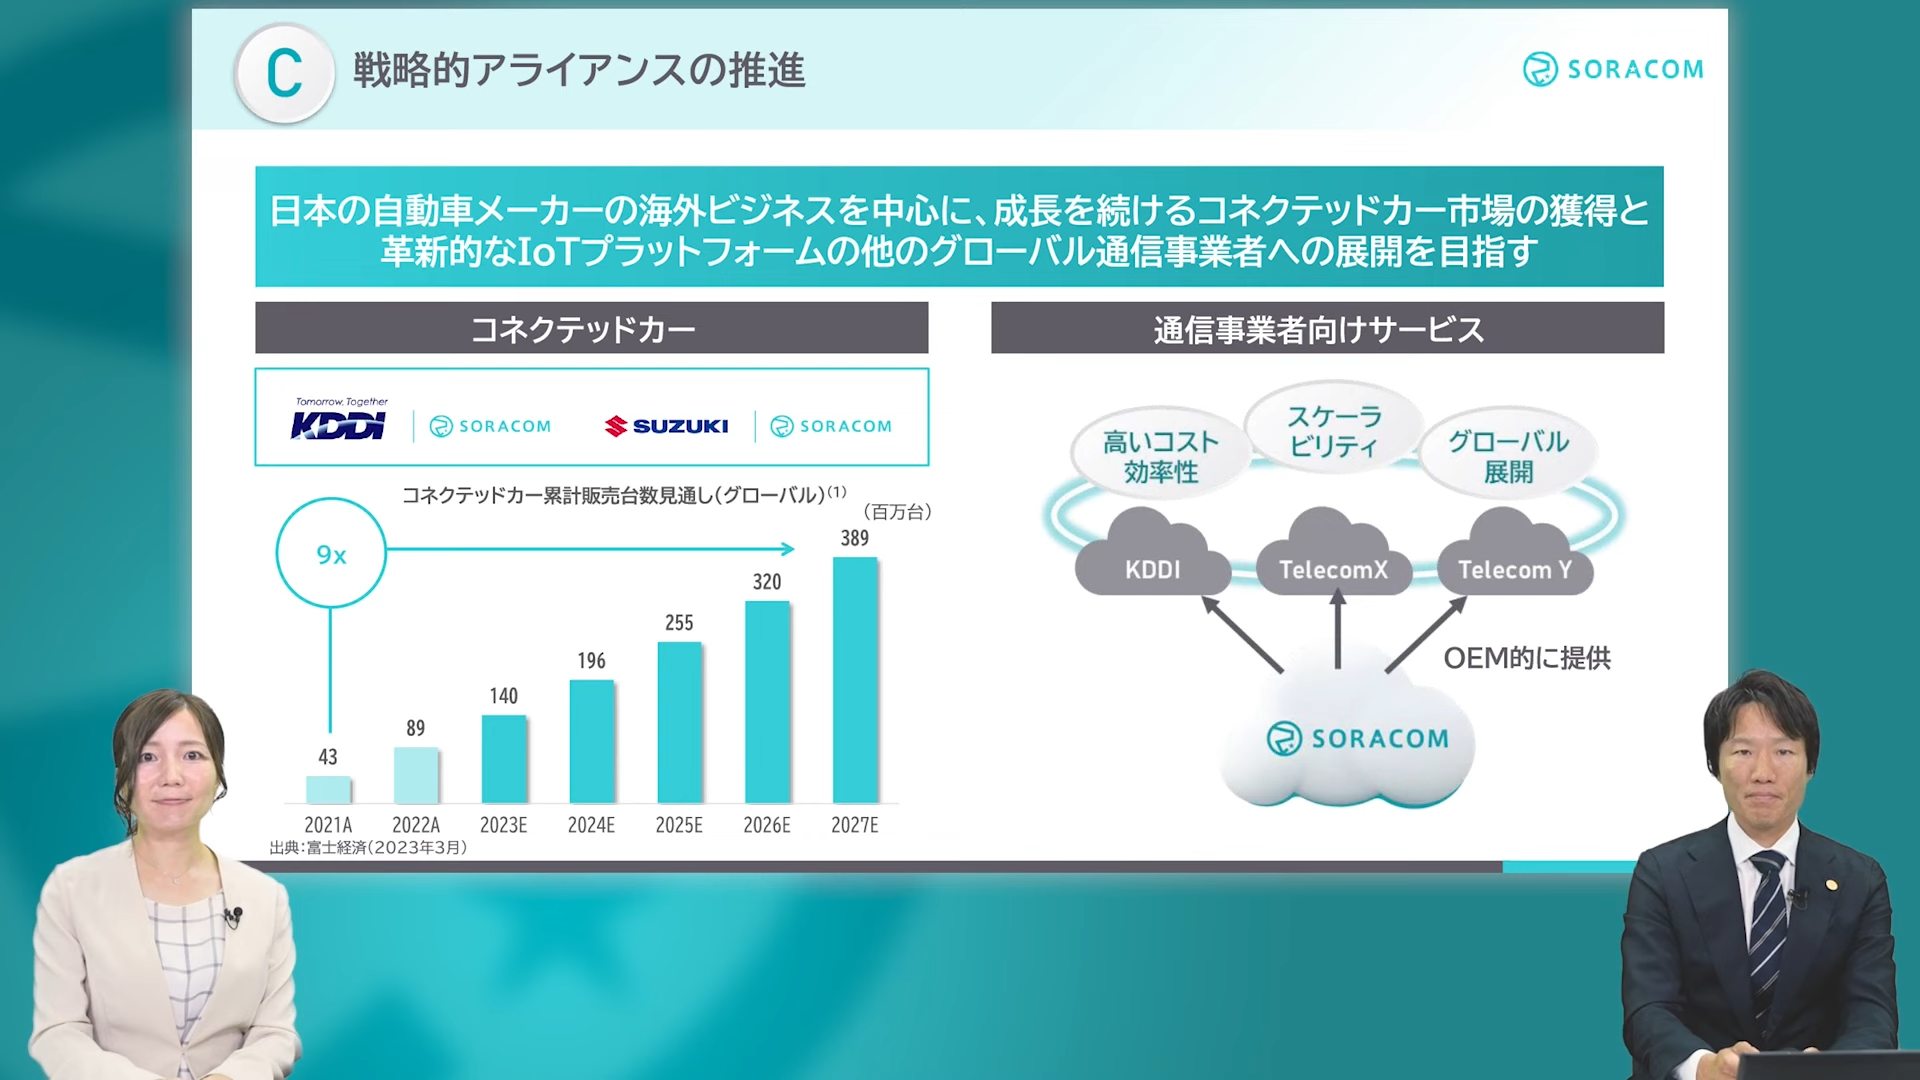 C 戦略的アライアンスの推進
SORACOM
日本の自動車メーカーの海外ビジネスを中心に、成長を続けるコネクテッドカー市場の獲得と
革新的なIoTプラットフォームの他のグローバル通信事業者への展開を目指す
コネクテッドカー
Tomorrow, Together
KDDI SORACOM SUZUKI SORACOM
コネクテッドカー累計販売台数見通し(グローバル)(1)
(百万台)
9x
43 89 140 196 255 320 389
2021A 2022A 2023E 2024E 2025E 2026E 2027E
出典:富士経済(2023年3月)
通信事業者向けサービス
高いコスト
効率性
スケーラ
ビリティ
グローバル
展開
KDDI TelecomX Telecom Y
OEM的に提供
SORACOM